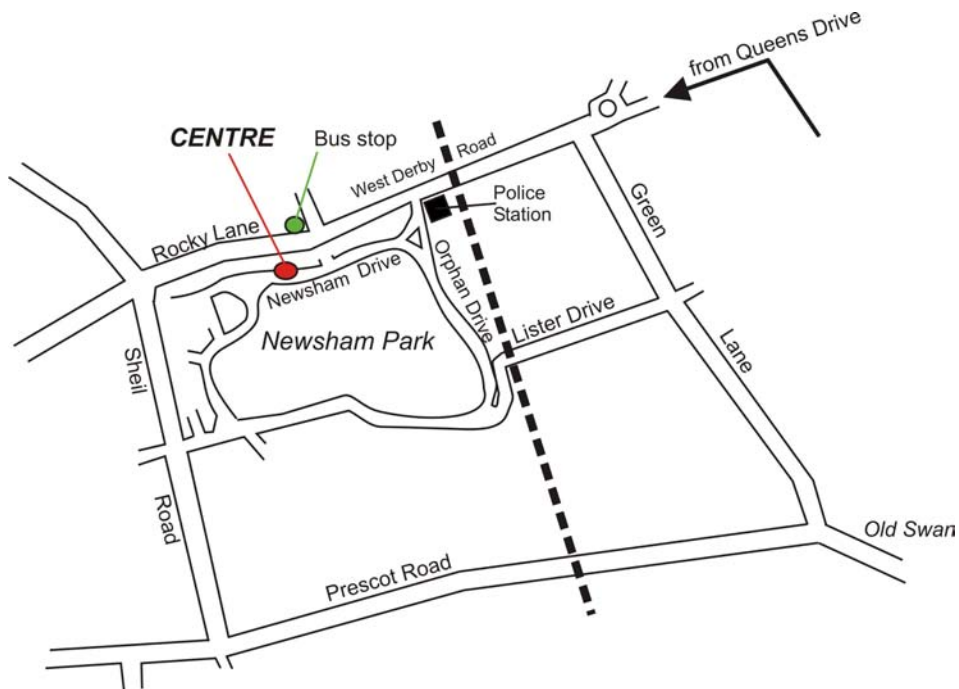 from Queens Drive
CENTRE
Bus stop
West Derby Road
Police
Station
Green
Rocky Lane
Orphan Drive
Newsham Drive
Lister Drive
Newsham Park
Sheil
Lane
Road
Old Swan
Prescot Road